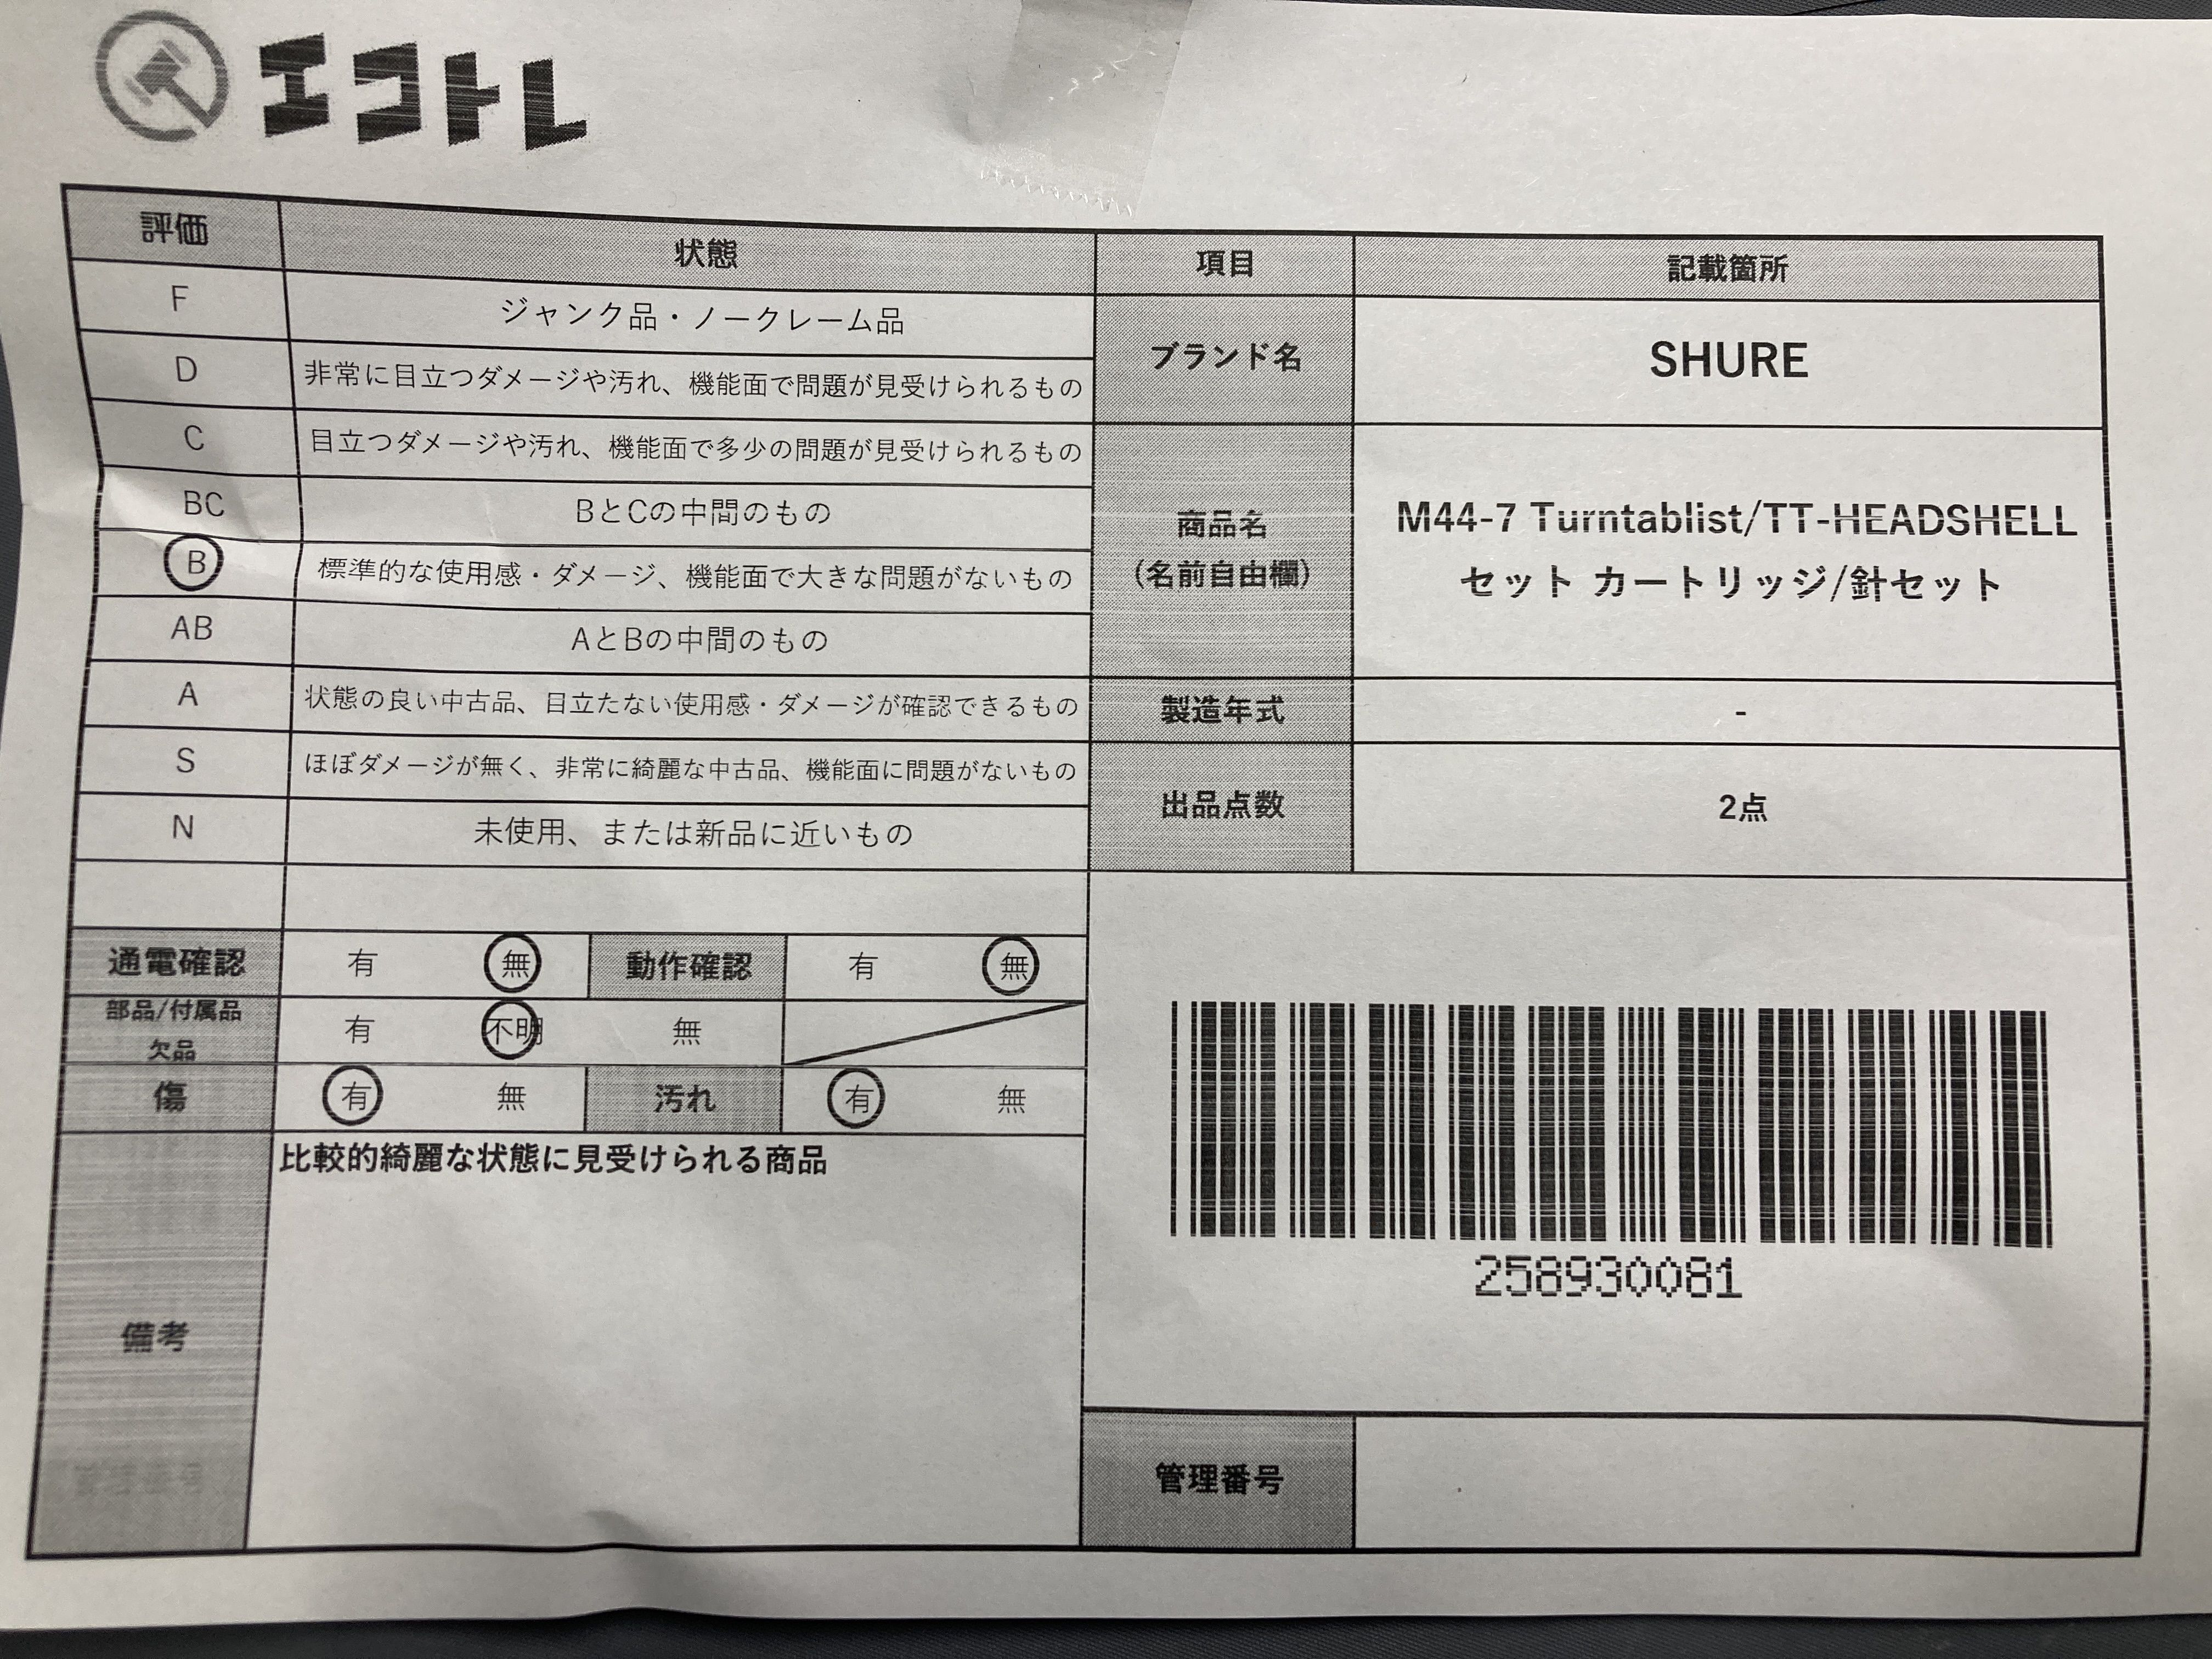 エコトレ
評価 状態 項目 記載箇所
F ジャンク品・ノークレーム品
D 非常に目立つダメージや汚れ、機能面で問題が見受けられるもの
C 目立つダメージや汚れ、機能面で多少の問題が見受けられるもの
BC BとCの中間のもの
B 標準的な使用感・ダメージ、機能面で大きな問題がないもの
AB AとBの中間のもの
A 状態の良い中古品、目立たない使用感・ダメージが確認できるもの
S ほぼダメージが無く、非常に綺麗な中古品、機能面に問題がないもの
N 未使用、または新品に近いもの
ブランド名 SHURE
商品名
(名前自由欄)
M44-7 Turntablist/TT-HEADSHELL
セット カートリッジ/針セット
製造年式 -
出品点数 2点
通電確認 有 無 動作確認 有 無
部品/付属品
欠品
有 不明 無
傷 有 無 汚れ 有 無
備考
比較的綺麗な状態に見受けられる商品
258930081
管理番号